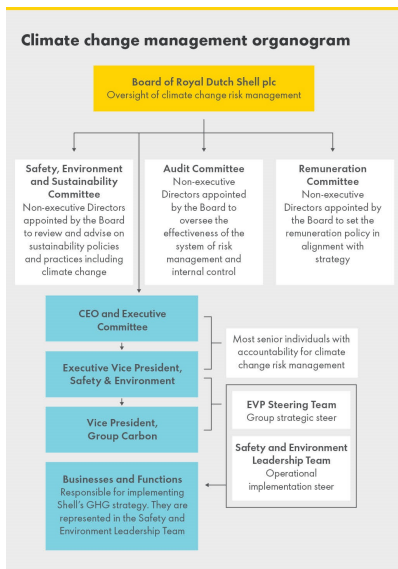 Climate change management organogram
Board of Royal Dutch Shell plc
Oversight of climate change risk management
Safety, Environment
and Sustainability
Committee
Non-executive Directors
appointed by the Board
to review and advise on
sustainability policies
and practices including
climate change
Audit Committee
Non-executive
Directors appointed
by the Board to
oversee the
effectiveness of the
system of risk
management and
internal control
Remuneration
Committee
Non-executive
Directors appointed by
the Board to set the
remuneration policy in
alignment with
strategy
CEO and Executive
Committee
Most senior individuals with
accountability for climate
change risk management
Executive Vice President,
Safety & Environment
EVP Steering Team
Group strategic steer
Vice President,
Group Carbon
Safety and Environment
Leadership Team
Operational
implementation steer
Businesses and Functions
Responsible for implementing
Shell's GHG strategy. They are
represented in the Safety and
Environment Leadership Team